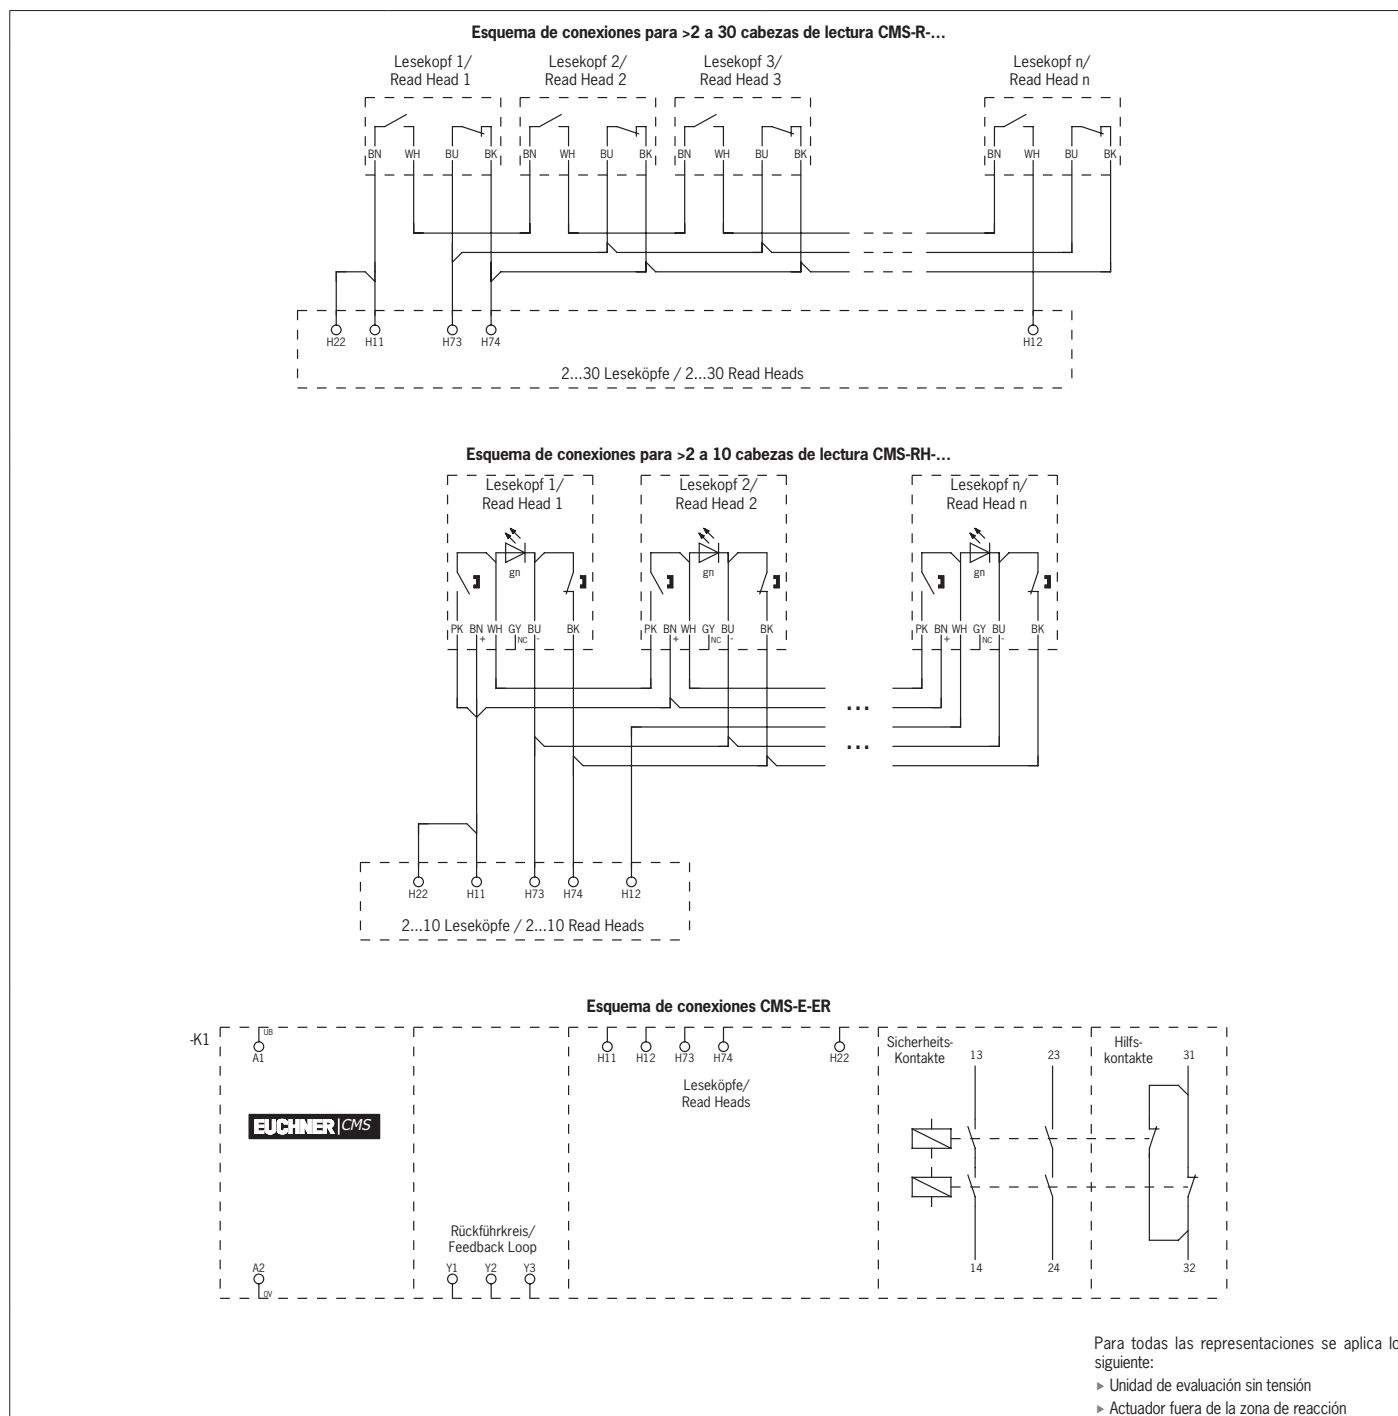 Esquema de conexiones para >2 a 30 cabezas de lectura CMS-R-...
Lesekopf 1/ Lesekopf 2/ Lesekopf 3/ Lesekopf n/
Read Head 1 Read Head 2 Read Head 3 Read Head n
BN WH BU BK BN WH BU BK BN WH BU BK BN WH BU BK
H22 H11 H73 H74 H12
2...30 Leseköpfe / 2...30 Read Heads
Esquema de conexiones para >2 a 10 cabezas de lectura CMS-RH-...
Lesekopf 1/ Lesekopf 2/ Lesekopf n/
Read Head 1 Read Head 2 Read Head n
gn gn gn
PK BN WH GY BU BK PK BN WH GY BU BK PK BN WH GY BU BK
+ NC - + NC - + NC -
... 
...
H22 H11 H73 H74 H12
2...10 Leseköpfe / 2...10 Read Heads
Esquema de conexiones CMS-E-ER
-K1
UB
A1
H11 H12 H73 H74 H22
Leseköpfe/
Read Heads
Sicherheits-
Kontakte
13 23
Hilfs-
kontakte
31
EUCHNER|CMS
Rückführkreis/
Feedback Loop
A2
0V
Y1 Y2 Y3
14 24 32
Para todas las representaciones se aplica lo
siguiente:
▸ Unidad de evaluación sin tensión
▸ Actuador fuera de la zona de reacción